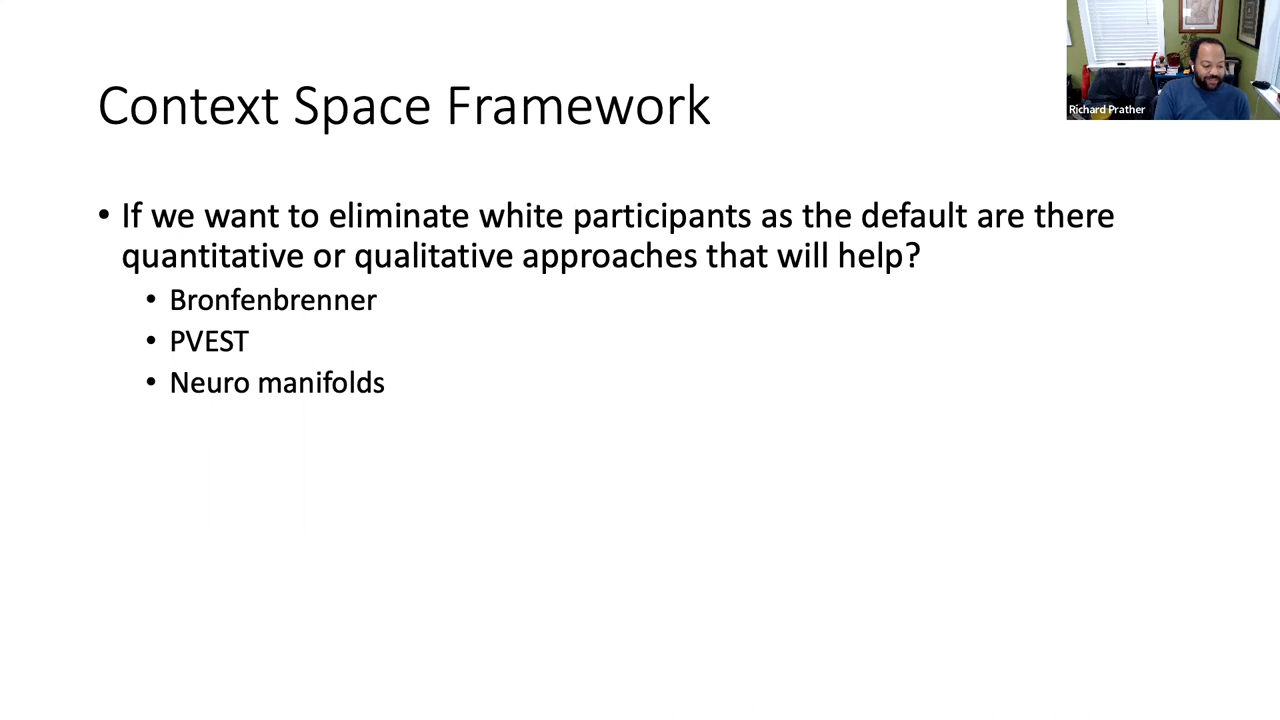 Context Space Framework
Richard Prather
• If we want to eliminate white participants as the default are there
quantitative or qualitative approaches that will help?
• Bronfenbrenner
• PVEST
• Neuro manifolds